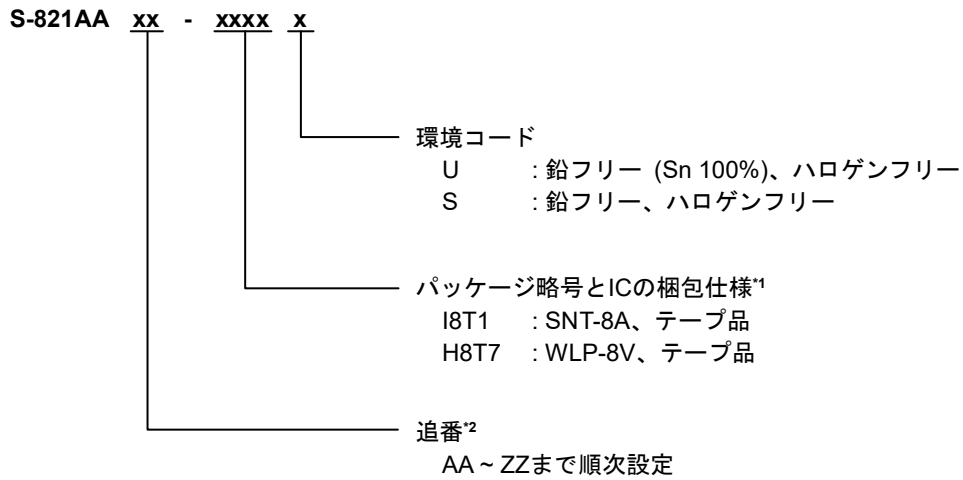 S-821AA xx - xxxx x
環境コード
U : 鉛フリー (Sn 100%)、ハロゲンフリー
S : 鉛フリー、ハロゲンフリー
パッケージ略号とICの梱包仕様*1
I8T1 : SNT-8A、テープ品
H8T7 : WLP-8V、テープ品
追番*2
AA ~ ZZまで順次設定